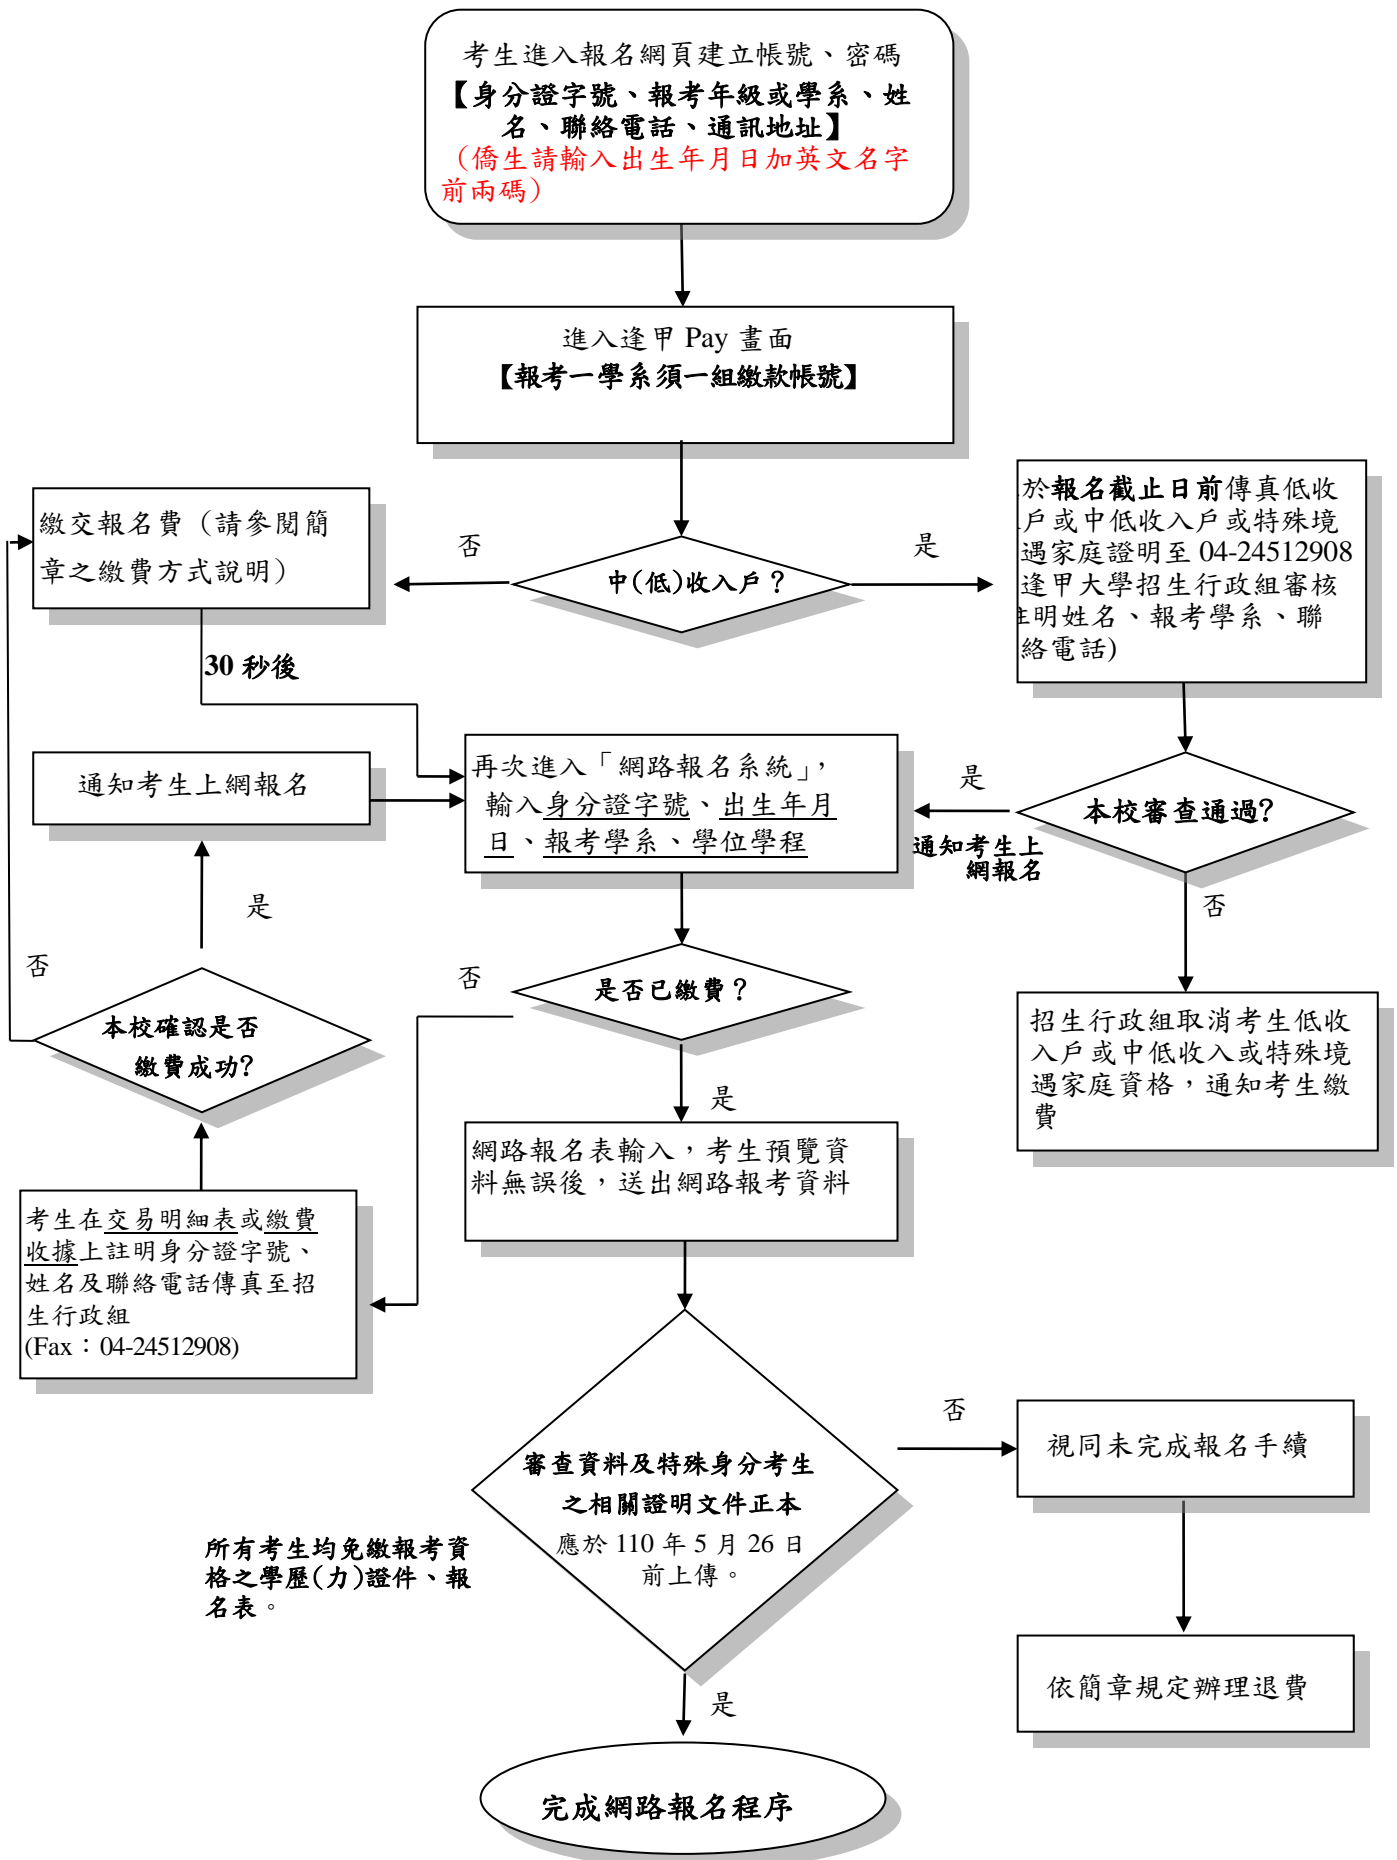 考生進入報名網頁建立帳號、密碼
【身分證字號、報考年級或學系、姓
名、聯絡電話、通訊地址】
（僑生請輸入出生年月日加英文名字
前兩碼）
進入逢甲 Pay 畫面
【報考一學系須一組繳款帳號】
繳交報名費（請參閱簡
章之繳費方式說明）
否
中(低)收入戶？
是
於報名截止日前傳真低收
戶或中低收入戶或特殊境
遇家庭證明至 04-24512908
逢甲大學招生行政組審核
註明姓名、報考學系、聯
絡電話)
30 秒後
通知考生上網報名
再次進入「網路報名系統」，
輸入身分證字號、出生年月
日、報考學系、學位學程
是
通知考生上
網報名
本校審查通過?
是
否
否
否
本校確認是否
繳費成功?
是否已繳費？
是
招生行政組取消考生低收
入戶或中低收入或特殊境
遇家庭資格，通知考生繳
費
網路報名表輸入，考生預覽資
料無誤後，送出網路報考資料
考生在交易明細表或繳費
收據上註明身分證字號、
姓名及聯絡電話傳真至招
生行政組
(Fax：04-24512908)
否
視同未完成報名手續
審查資料及特殊身分考生
之相關證明文件正本
應於 110 年 5 月 26 日
前上傳。
所有考生均免繳報考資
格之學歷(力)證件、報
名表。
依簡章規定辦理退費
是
完成網路報名程序